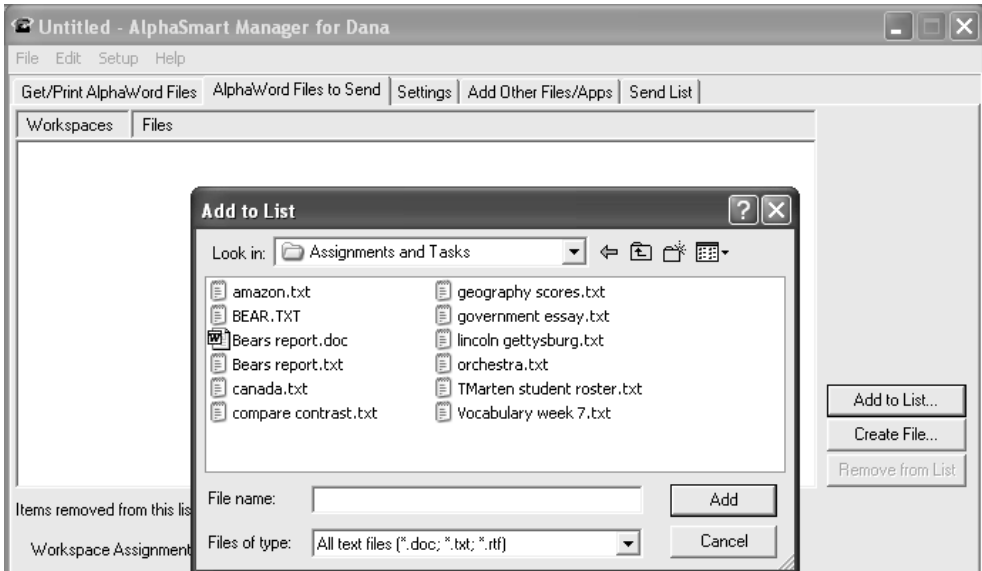 Untitled - AlphaSmart Manager for Dana
File Edit Setup Help
Get/Print AlphaWord Files AlphaWord Files to Send Settings Add Other Files/Apps Send List
Workspaces Files
Add to List
Look in: Assignments and Tasks
amazon.txt geography scores.txt
BEAR.TXT government essay.txt
Bears report.doc lincoln gettysburg.txt
Bears report.txt orchestra.txt
canada.txt TMarten student roster.txt
compare contrast.txt Vocabulary week 7.txt
Add to List...
Create File...
Remove from List
File name: Add
Items removed from this lis
Files of type: All text files (*.doc; *.txt; *.rtf) Cancel
Workspace Assignment